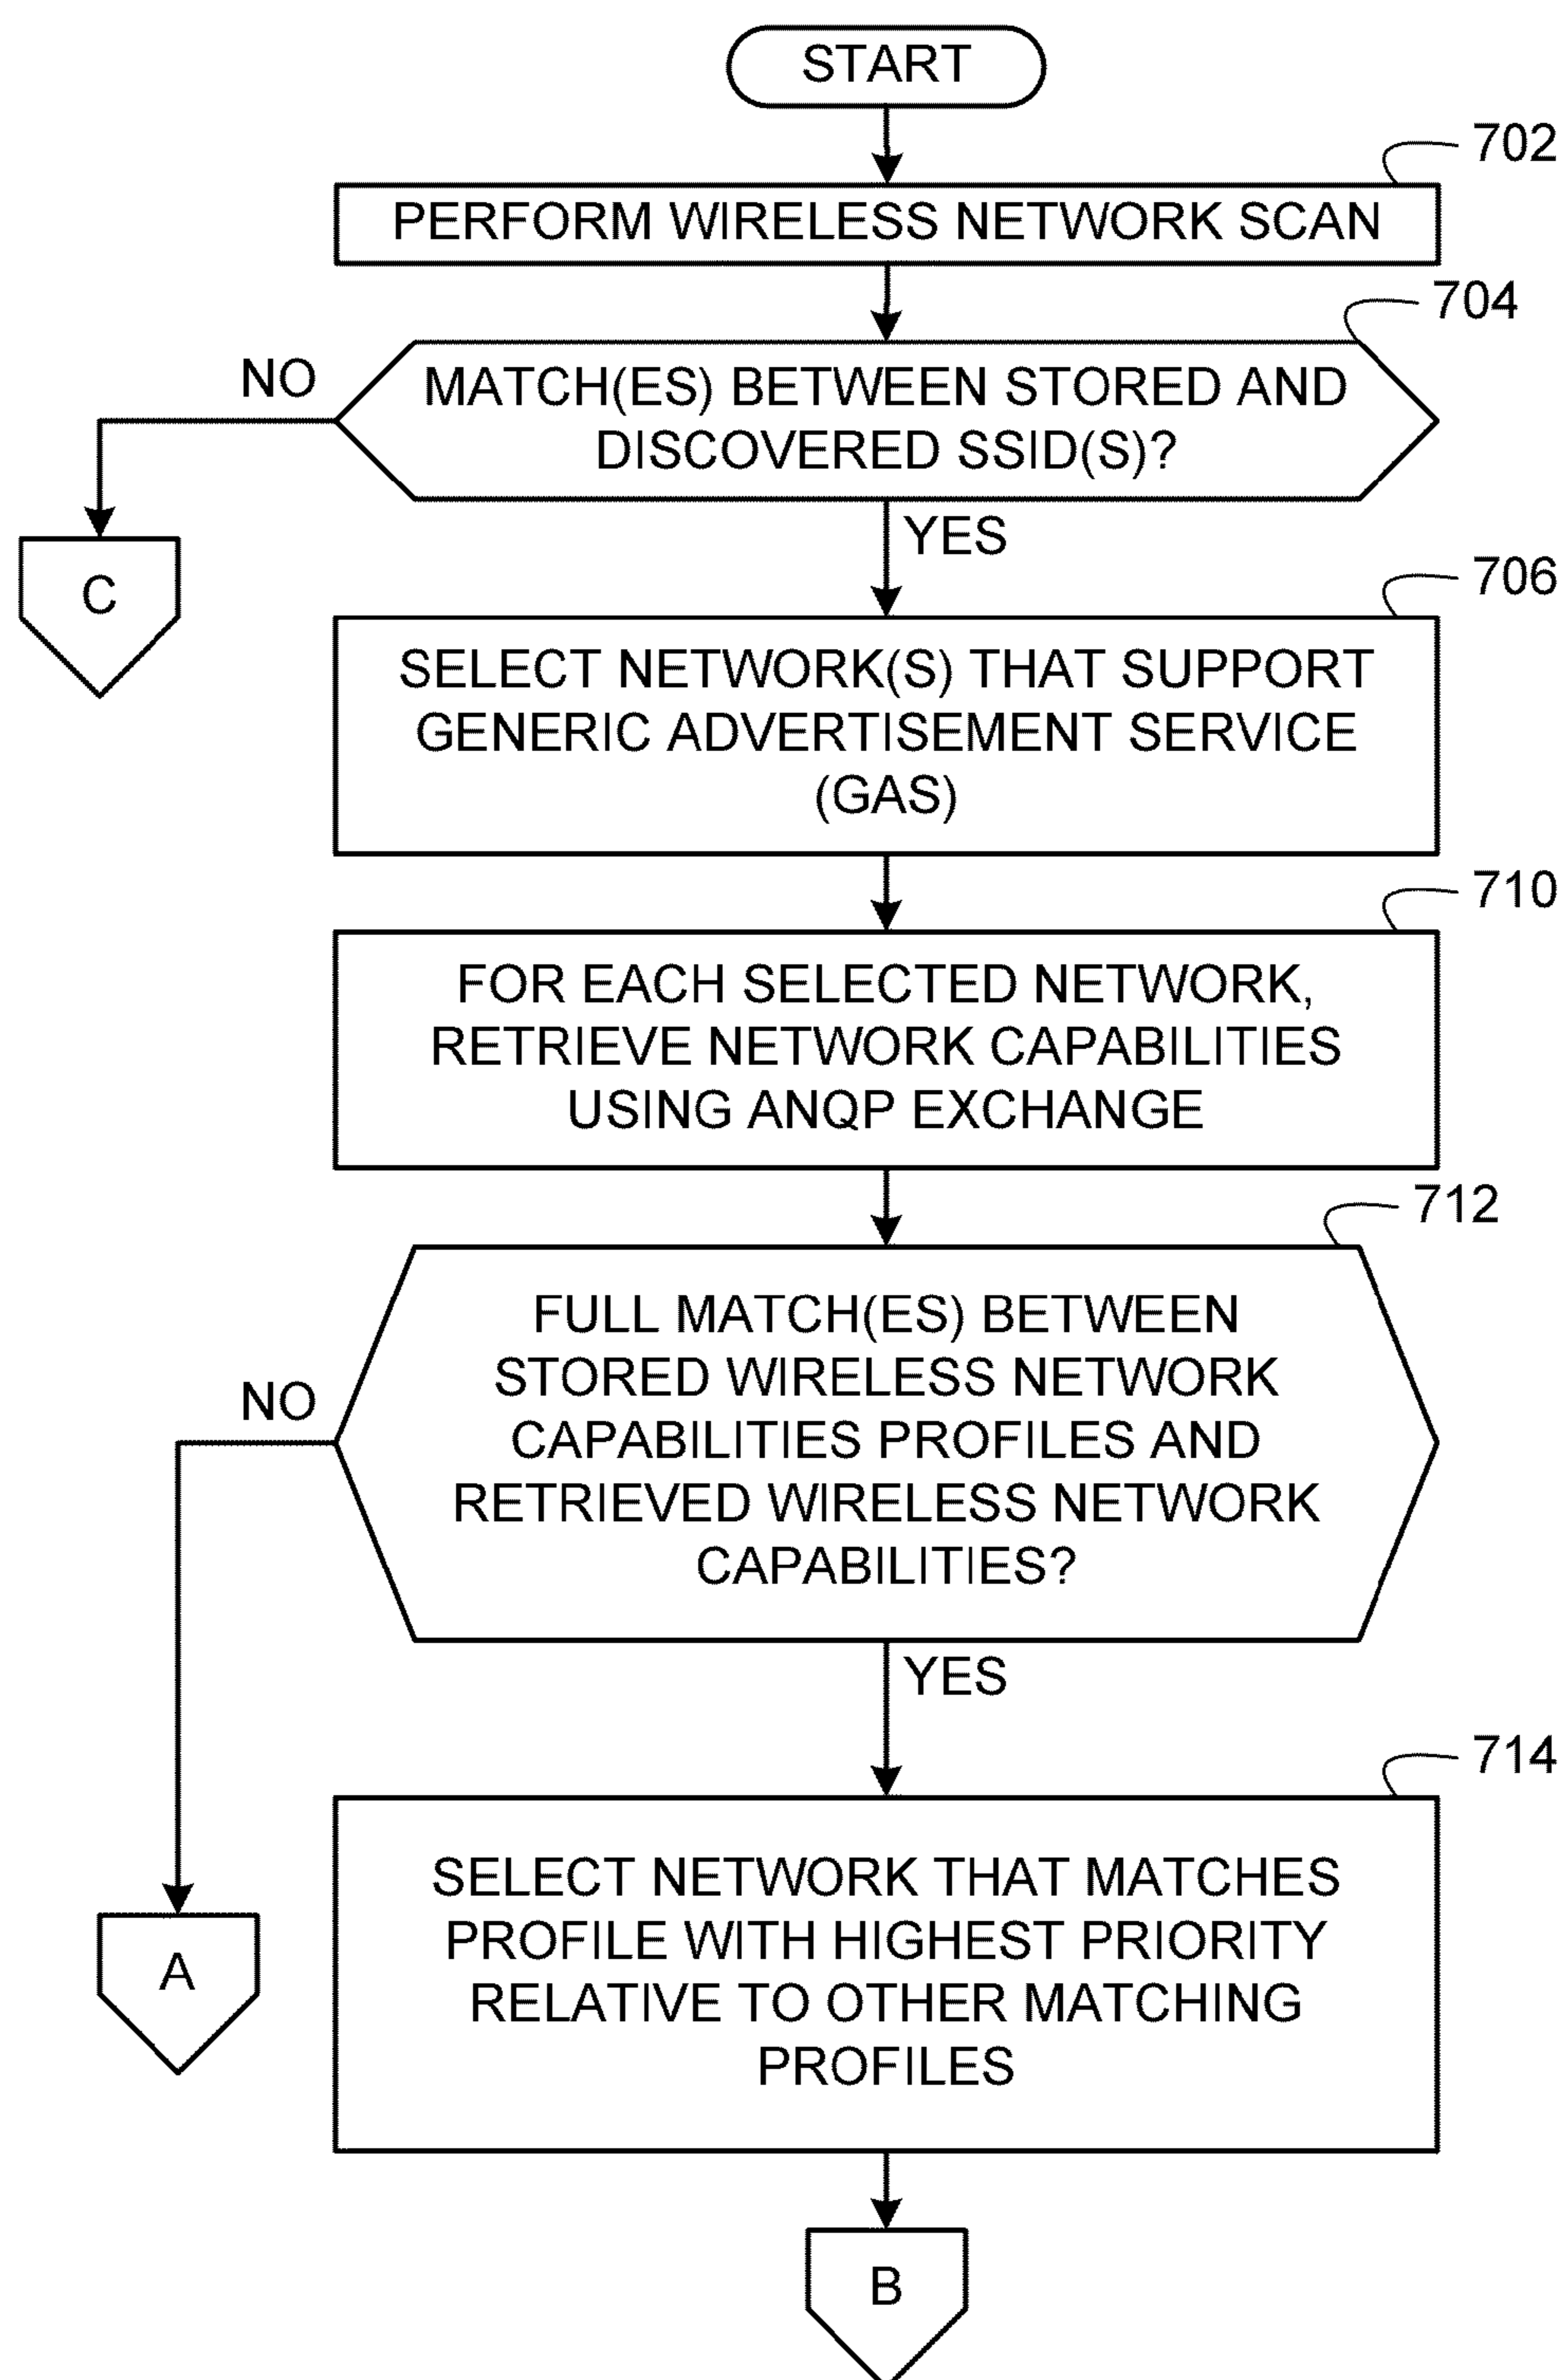 START
702
PERFORM WIRELESS NETWORK SCAN
704
NO
MATCH(ES) BETWEEN STORED AND
DISCOVERED SSID(S)?
YES
C
706
SELECT NETWORK(S) THAT SUPPORT
GENERIC ADVERTISEMENT SERVICE
(GAS)
710
FOR EACH SELECTED NETWORK,
RETRIEVE NETWORK CAPABILITIES
USING ANQP EXCHANGE
712
FULL MATCH(ES) BETWEEN
STORED WIRELESS NETWORK
CAPABILITIES PROFILES AND
RETRIEVED WIRELESS NETWORK
CAPABILITIES?
NO
YES
714
SELECT NETWORK THAT MATCHES
PROFILE WITH HIGHEST PRIORITY
RELATIVE TO OTHER MATCHING
PROFILES
A
B